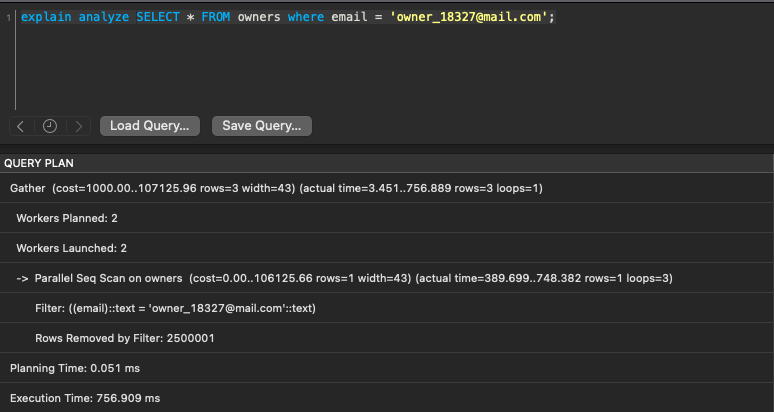 1 explain analyze SELECT * FROM owners where email = 'owner_18327@mail.com';
Load Query... Save Query...
QUERY PLAN
Gather (cost=1000.00..107125.96 rows=3 width=43) (actual time=3.451..756.889 rows=3 loops=1)
Workers Planned: 2
Workers Launched: 2
-> Parallel Seq Scan on owners (cost=0.00..106125.66 rows=1 width=43) (actual time=389.699..748.382 rows=1 loops=3)
Filter: ((email)::text = 'owner_18327@mail.com'::text)
Rows Removed by Filter: 2500001
Planning Time: 0.051 ms
Execution Time: 756.909 ms